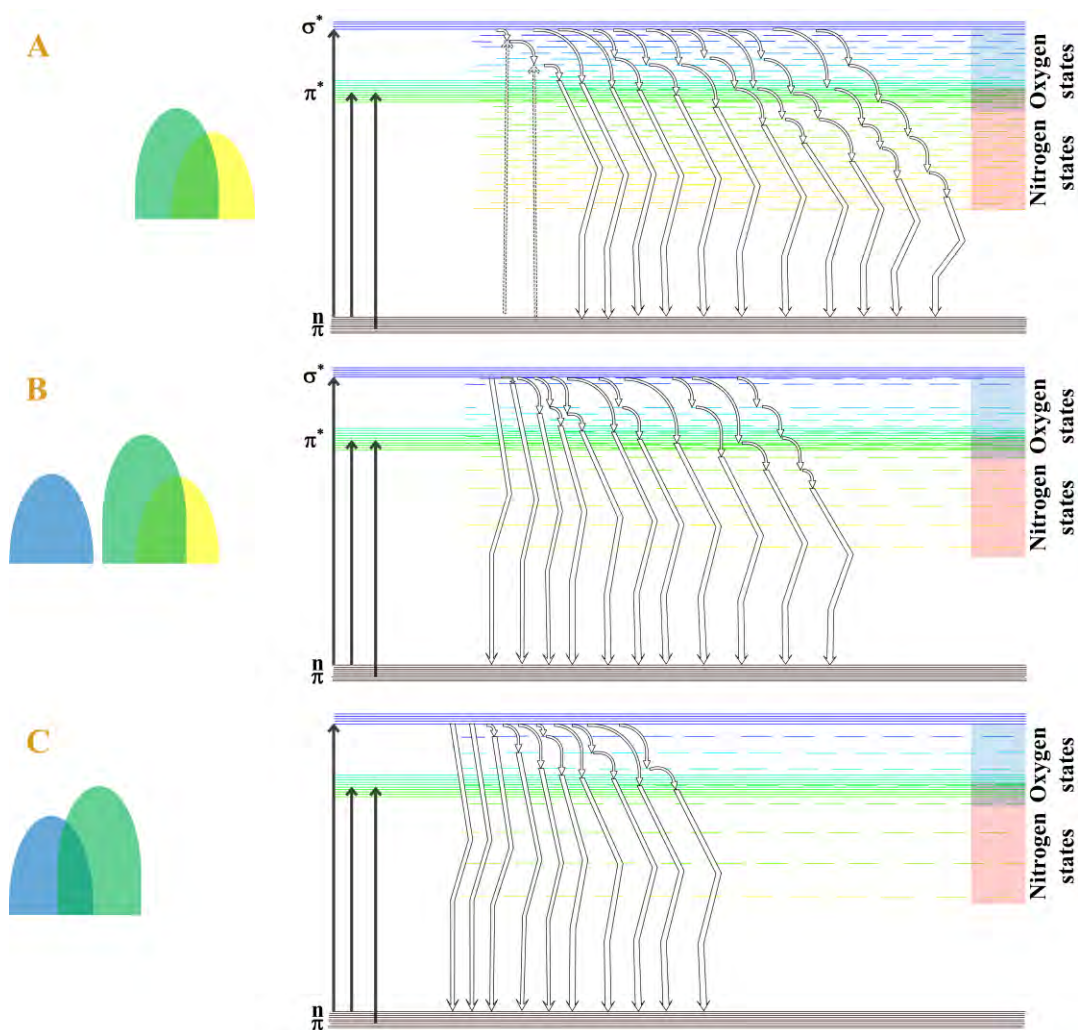 A
σ*
π*
n
π
Oxygen
states
Nitrogen
states
B
σ*
π*
n
π
Oxygen
states
Nitrogen
states
C
n
π
Oxygen
states
Nitrogen
states